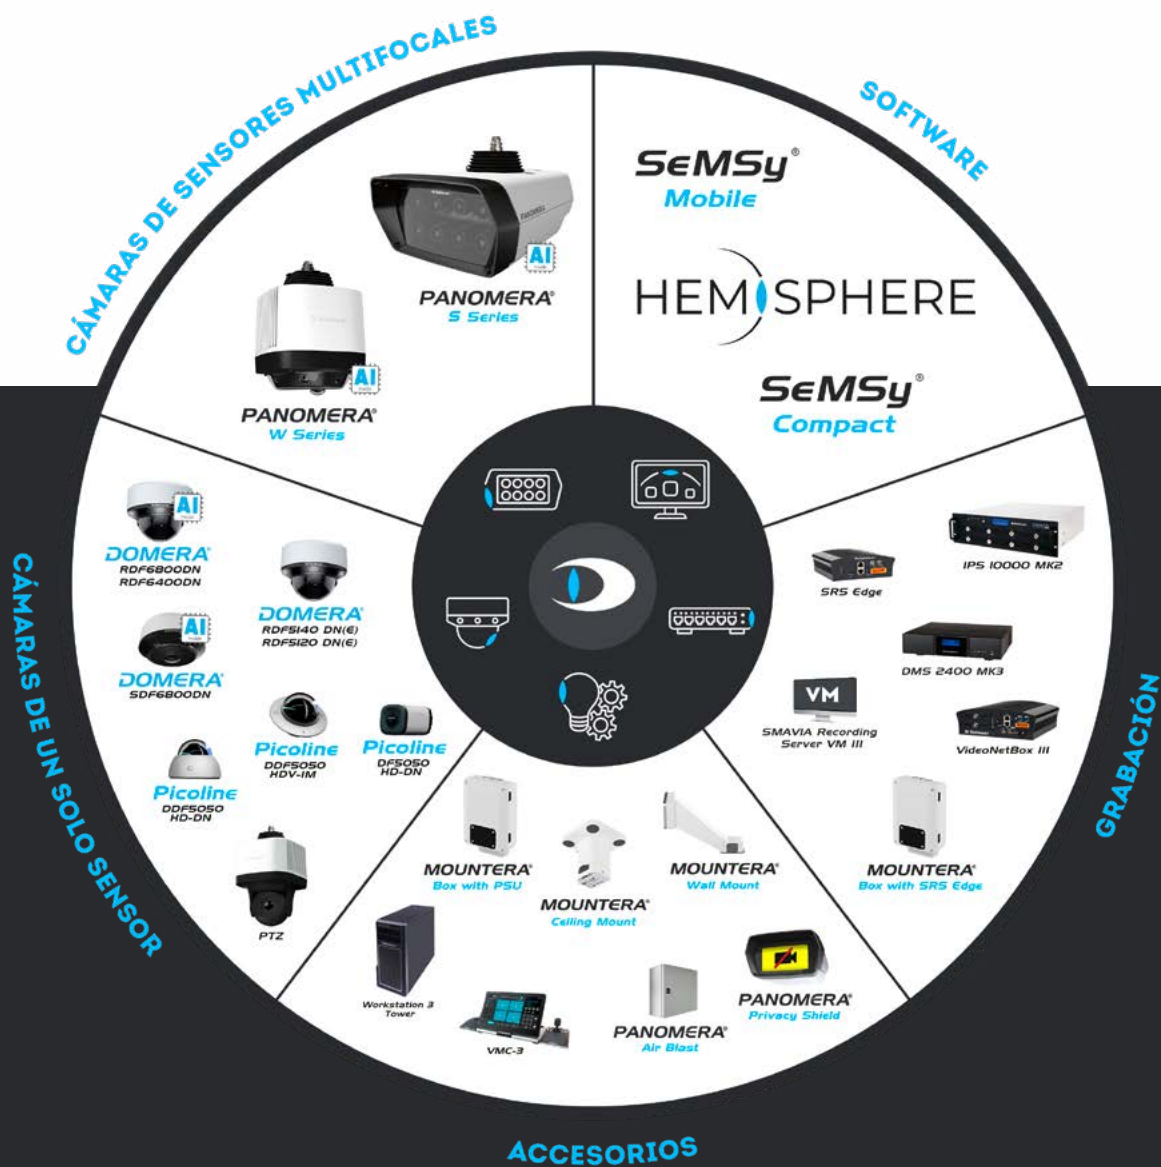 CÁMARAS DE SENSORES MULTIFOCALES
AI
PANOMERA®
S Series
AI
PANOMERA®
W Series
SOFTWARE
SeMSy®
Mobile
HEMISPHERE
SeMSy®
Compact
CÁMARAS DE UN SOLO SENSOR
AI
DOMERA®
RDF6800DN
RDF6400DN
DOMERA®
RDF5140 DN(E)
RDF5120 DN(E)
AI
DOMERA®
SDF6800DN
Picoline
DDF5050
HDV-IM
Picoline
DF5050
HD-DN
Picoline
DDF5050
HD-DN
PTZ
GRABACIÓN
IPS 10000 MK2
SRS Edge
DMS 2400 MK3
VM
SMAVIA Recording
Server VM III
VideoNetBox III
MOUNTERA®
Box with SRS Edge
ACCESORIOS
MOUNTERA®
Box with PSU
MOUNTERA®
Ceiling Mount
MOUNTERA®
Wall Mount
Workstation 3
Tower
VMC-3
PANOMERA®
Air Blast
PANOMERA®
Privacy Shield